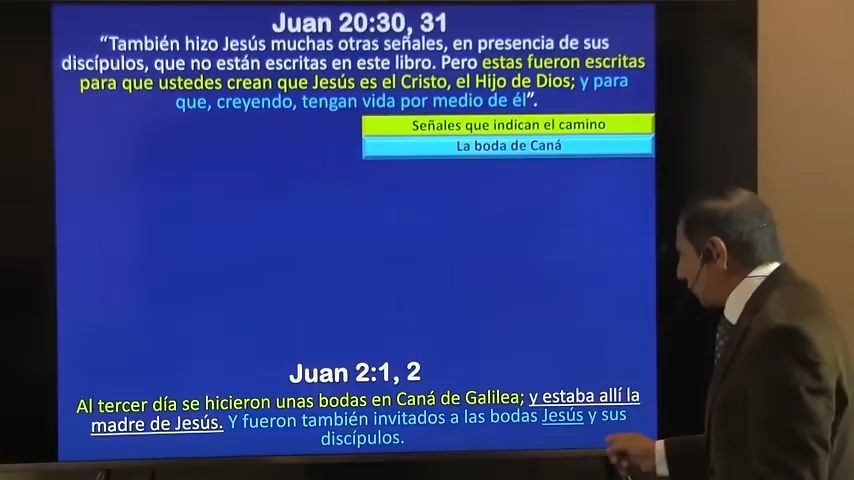 Juan 20:30, 31
“También hizo Jesús muchas otras señales, en presencia de sus
discípulos, que no están escritas en este libro. Pero estas fueron escritas
para que ustedes crean que Jesús es el Cristo, el Hijo de Dios; y para
que, creyendo, tengan vida por medio de él”.
Señales que indican el camino
La boda de Caná
Juan 2:1, 2
Al tercer día se hicieron unas bodas en Caná de Galilea; y estaba allí la
madre de Jesús. Y fueron también invitados a las bodas Jesús y sus
discípulos.